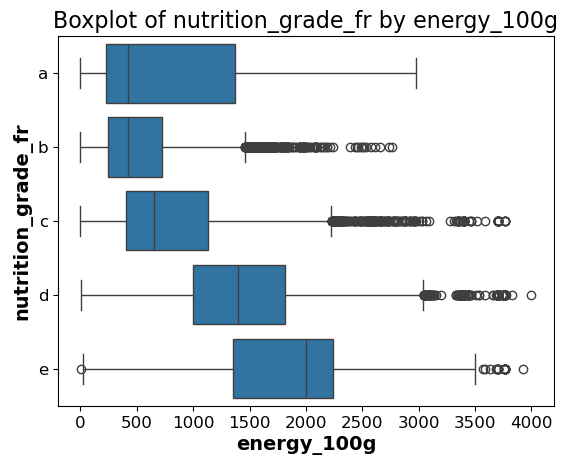 Boxplot of nutrition_grade_fr by energy_100g
nutrition_grade_fr
a
b
c
d
e
0 500 1000 1500 2000 2500 3000 3500 4000
energy_100g